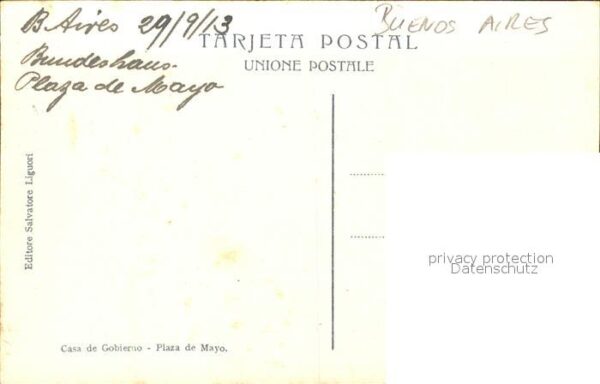 B Aires 29/9/13
BUENOS AIRES
TARJETA POSTAL
UNIONE POSTALE
Bundeshaus.
Plaza de Mayo
Editore Salvatore Liguori
privacy protection
Datenschutz
Casa de Gobierno - Plaza de Mayo.